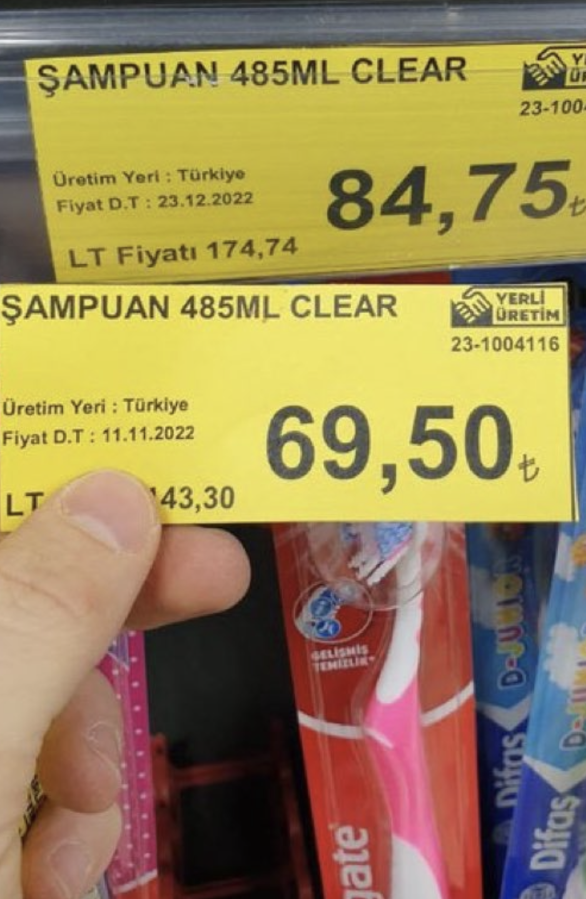 ŞAMPUAN 485ML CLEAR
23-1004
Üretim Yeri : Türkiye
Fiyat D.T : 23.12.2022
84,75₺
LT Fiyatı 174,74
ŞAMPUAN 485ML CLEAR
YERLİ
ÜRETİM
23-1004116
Üretim Yeri : Türkiye
Fiyat D.T : 11.11.2022
69,50₺
LT 143,30
GELİŞMİŞ
TEMİZLİK
gate
D-JUNIOR
Difas
Difas